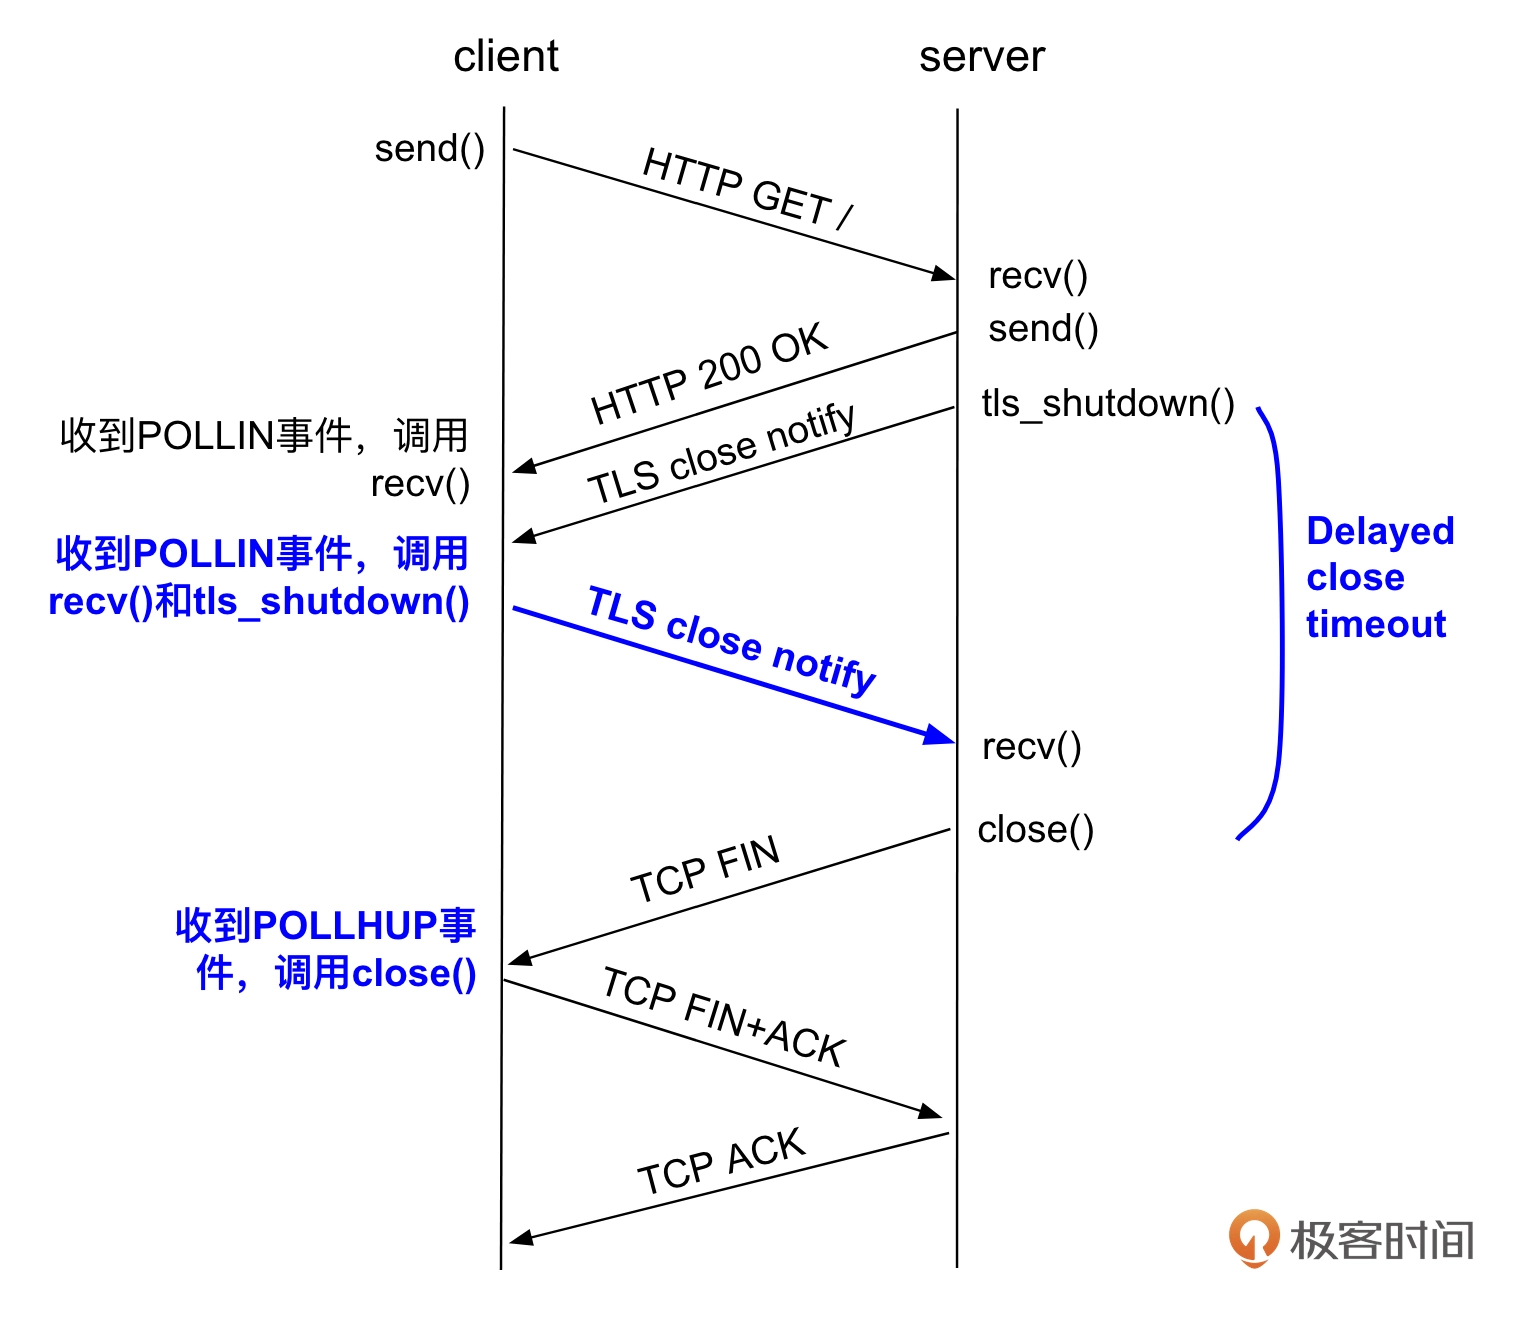 client
server
send()
HTTP GET /
recv()
send()
HTTP 200 OK
tls_shutdown()
收到POLLIN事件，调用
recv()
TLS close notify
收到POLLIN事件，调用
recv()和tls_shutdown()
Delayed
close
timeout
TLS close notify
recv()
close()
TCP FIN
收到POLLHUP事
件，调用close()
TCP FIN+ACK
TCP ACK
极客时间